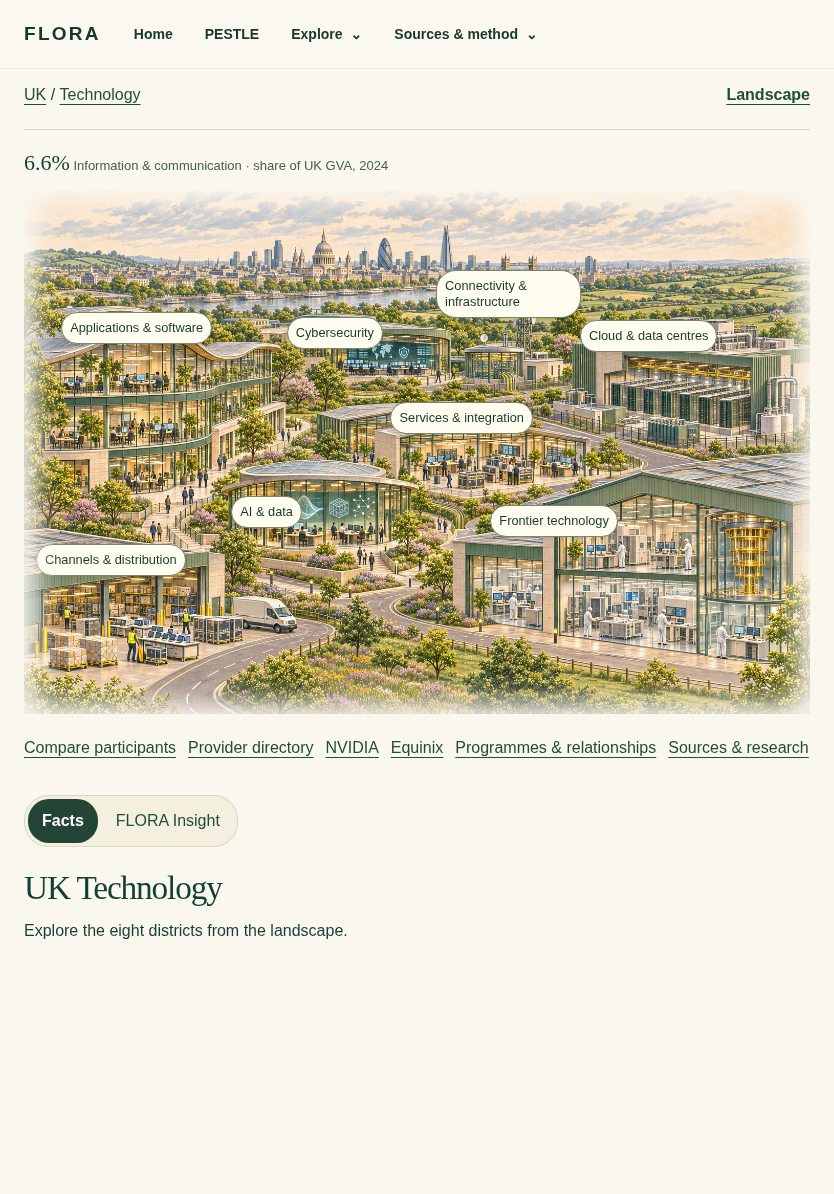 FLORA Home PESTLE Explore Sources & method
UK / Technology Landscape
6.6% Information & communication · share of UK GVA, 2024
Connectivity &
infrastructure
Applications & software
Cybersecurity
Cloud & data centres
Services & integration
AI & data
Frontier technology
Channels & distribution
Compare participants Provider directory NVIDIA Equinix Programmes & relationships Sources & research
Facts FLORA Insight
UK Technology
Explore the eight districts from the landscape.